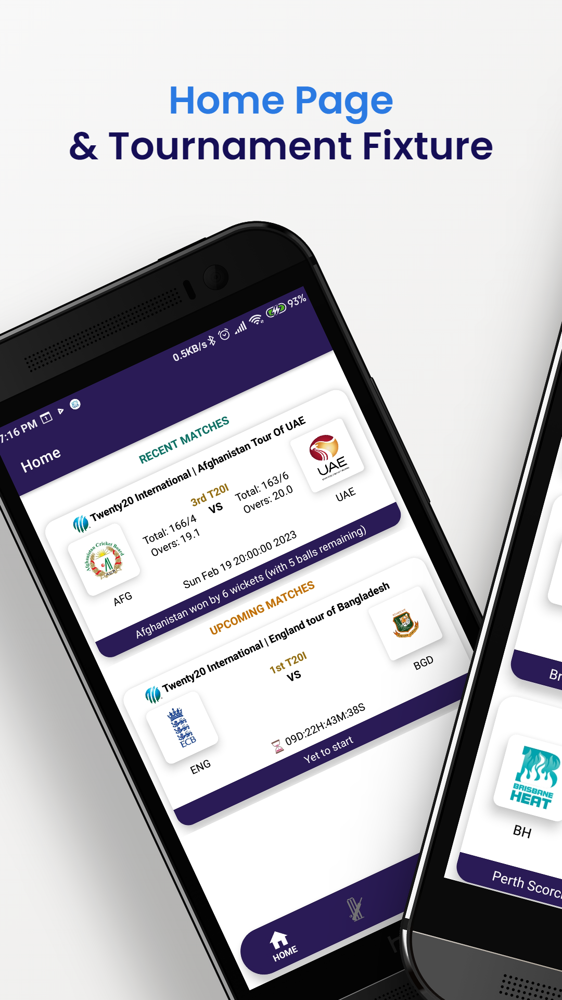 Home Page
& Tournament Fixture
7:16 PM
0.5KB/s
93%
Home
RECENT MATCHES
Twenty20 International | Afghanistan Tour Of UAE
3rd T20I
VS
Total: 166/4
Overs: 19.1
Total: 163/6
Overs: 20.0
Afghanistan Cricket Board
ACB
AFG
UAE
UAE
Sun Feb 19 20:00:00 2023
Afghanistan won by 6 wickets (with 5 balls remaining)
UPCOMING MATCHES
Twenty20 International | England tour of Bangladesh
1st T20I
VS
ECB
ENG
BGD
09D:22H:43M:38S
Yet to start
HOME
Br
BRISBANE
HEAT
BH
Perth Scorc